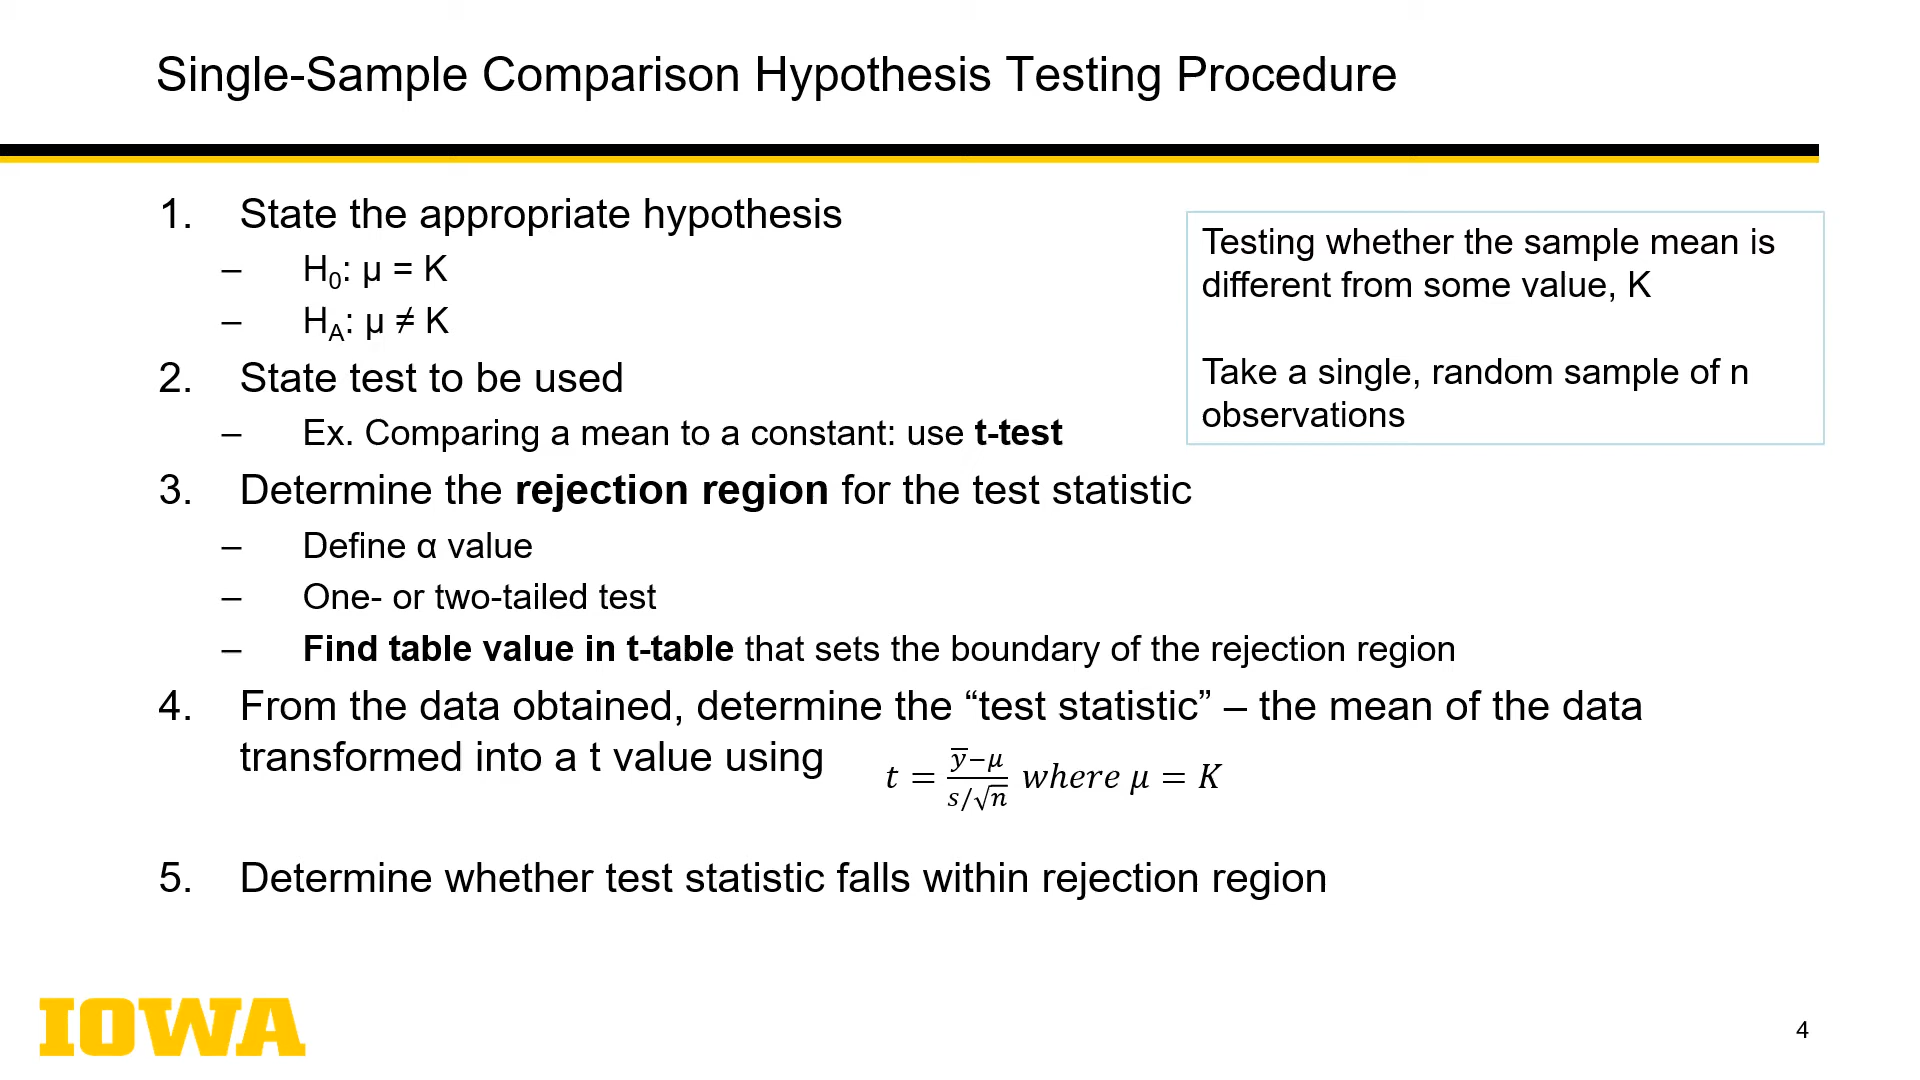 Single-Sample Comparison Hypothesis Testing Procedure
1. State the appropriate hypothesis
– H₀: μ = K
– H_A: μ ≠ K
2. State test to be used
– Ex. Comparing a mean to a constant: use t-test
3. Determine the rejection region for the test statistic
– Define α value
– One- or two-tailed test
– Find table value in t-table that sets the boundary of the rejection region
4. From the data obtained, determine the “test statistic” – the mean of the data
transformed into a t value using t = (y̅−μ)/(s/√n) where μ = K
5. Determine whether test statistic falls within rejection region
Testing whether the sample mean is
different from some value, K
Take a single, random sample of n
observations
IOWA
4